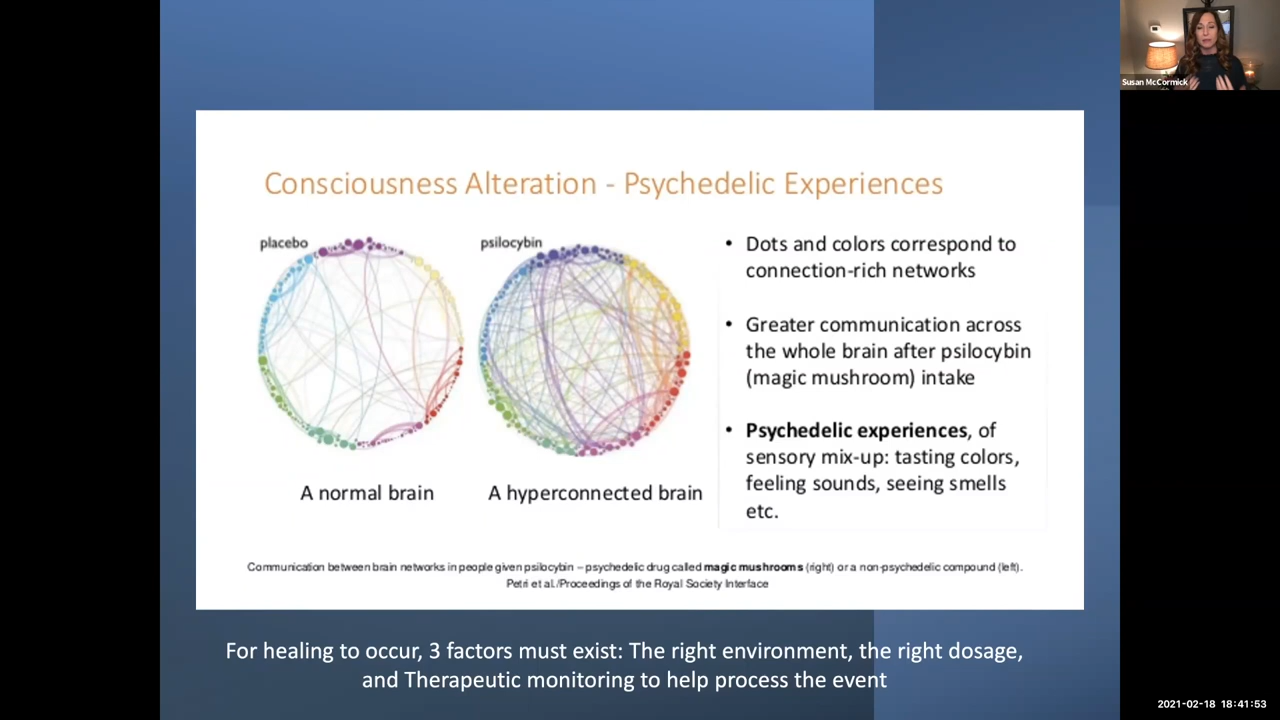 Susan McCormick
Consciousness Alteration - Psychedelic Experiences
placebo
psilocybin
A normal brain
A hyperconnected brain
• Dots and colors correspond to
connection-rich networks
• Greater communication across
the whole brain after psilocybin
(magic mushroom) intake
• Psychedelic experiences, of
sensory mix-up: tasting colors,
feeling sounds, seeing smells
etc.
Communication between brain networks in people given psilocybin – psychedelic drug called magic mushrooms (right) or a non-psychedelic compound (left).
Petri et al./Proceedings of the Royal Society Interface
For healing to occur, 3 factors must exist: The right environment, the right dosage,
and Therapeutic monitoring to help process the event
2021-02-18 18:41:53